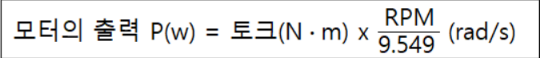 모터의 출력 P(w) = 토크(N · m) x RPM/9.549 (rad/s)